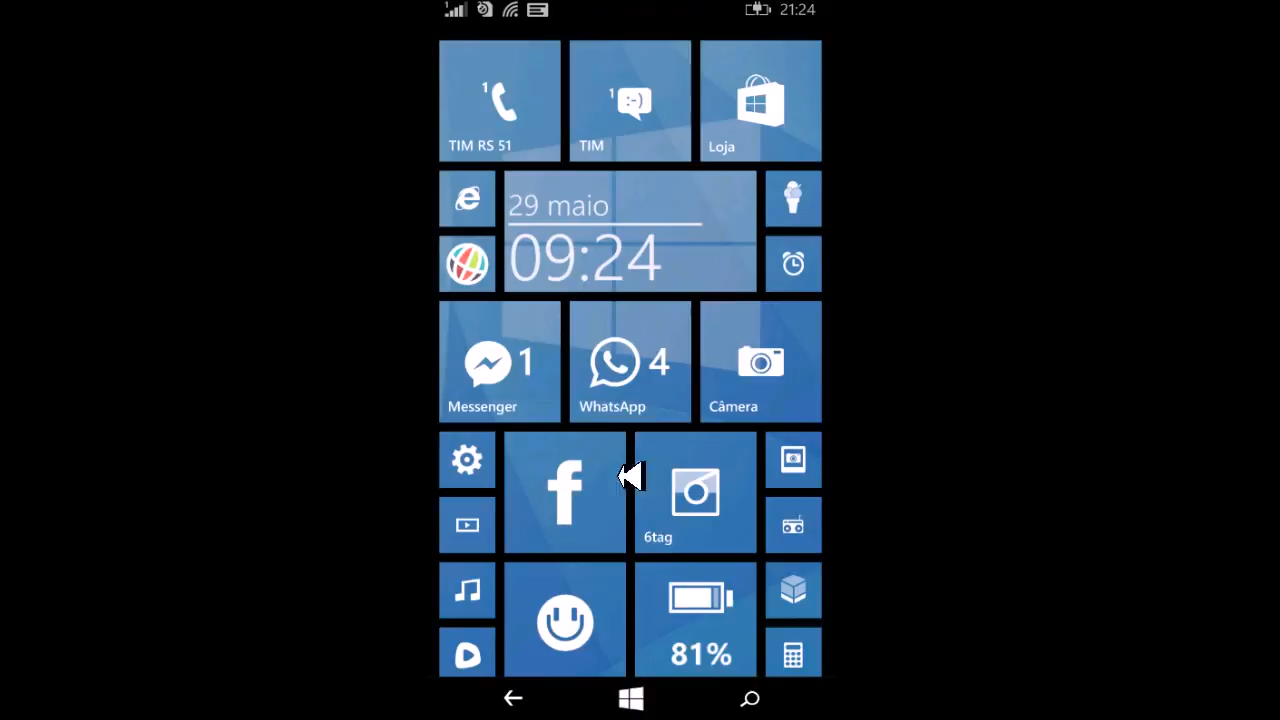 1
21:24
1
TIM RS 51
1
:-)
TIM
Loja
29 maio
09:24
1
Messenger
4
WhatsApp
Câmera
f
6tag
81%